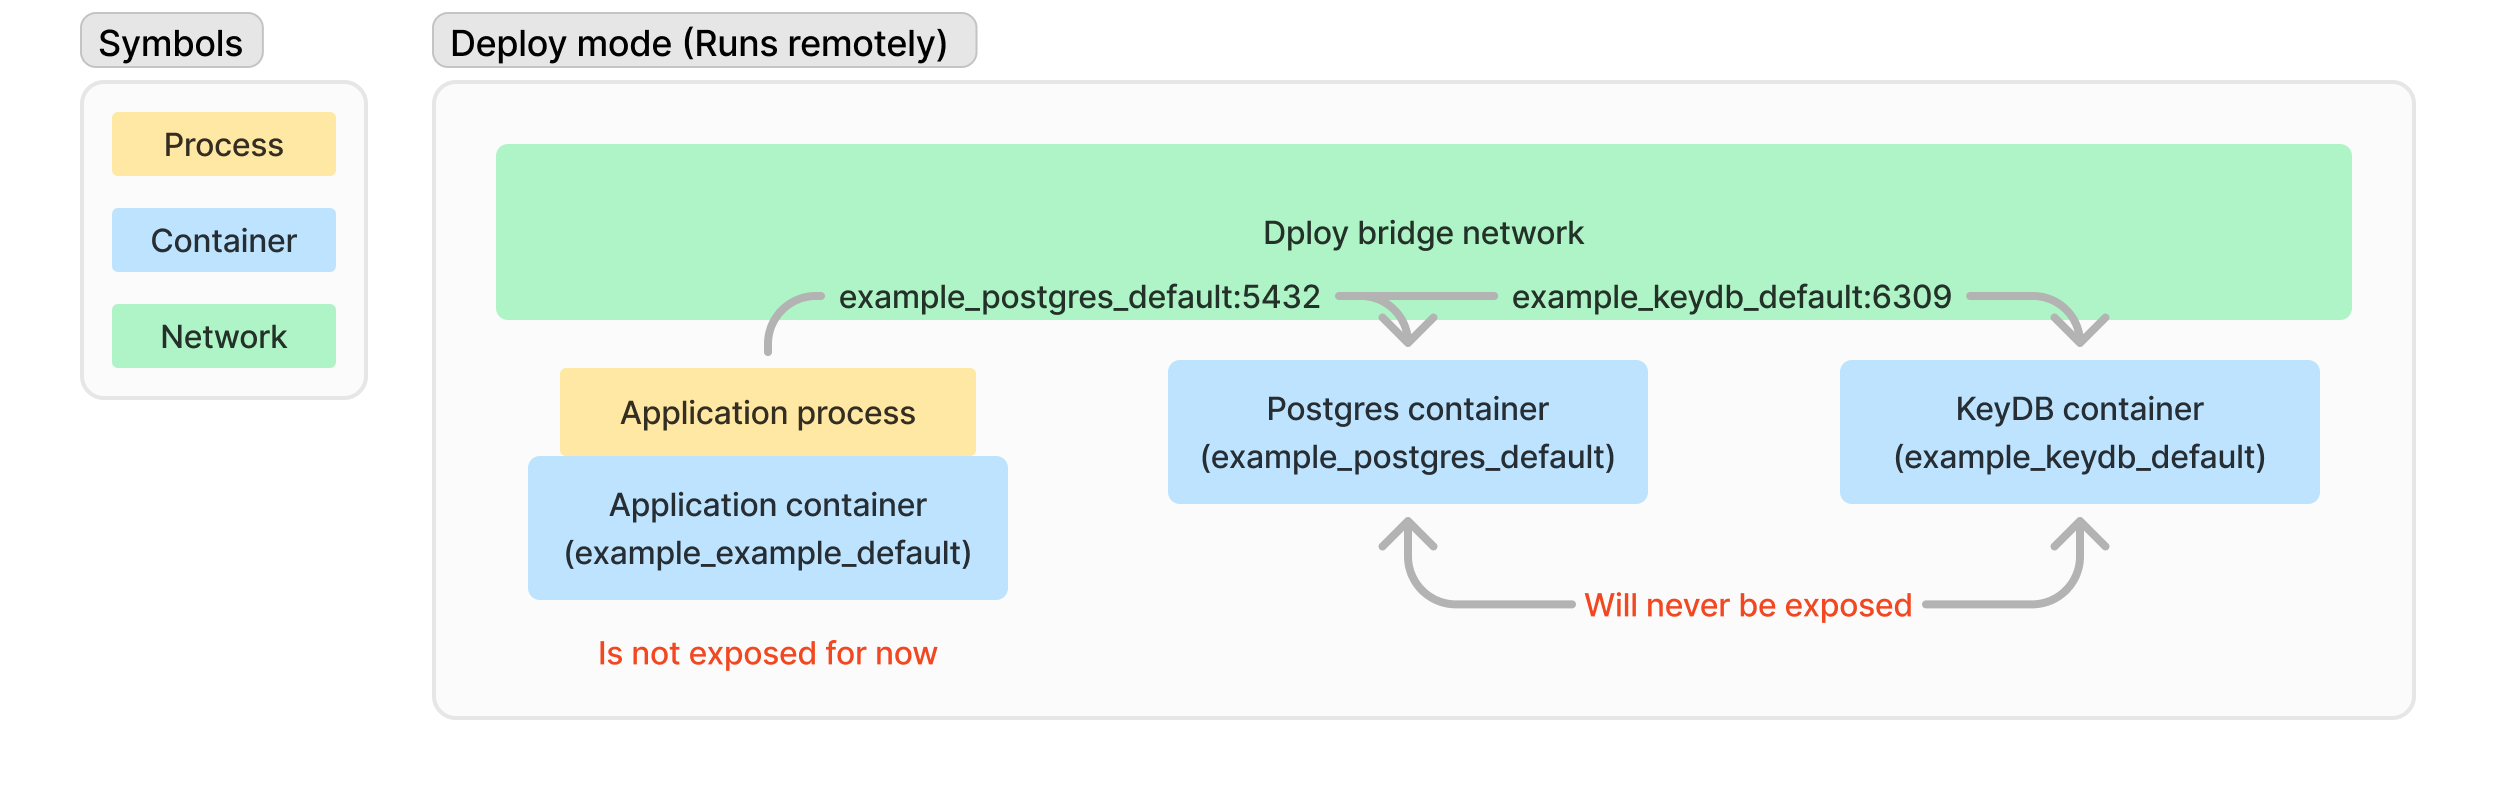 Symbols
Deploy mode (Runs remotely)
Process
Container
Network
Dploy bridge network
example_postgres_default:5432
example_keydb_default:6309
Application process
Application container
(example_example_default)
Postgres container
(example_postgres_default)
KeyDB container
(example_keydb_default)
Will never be exposed
Is not exposed for now